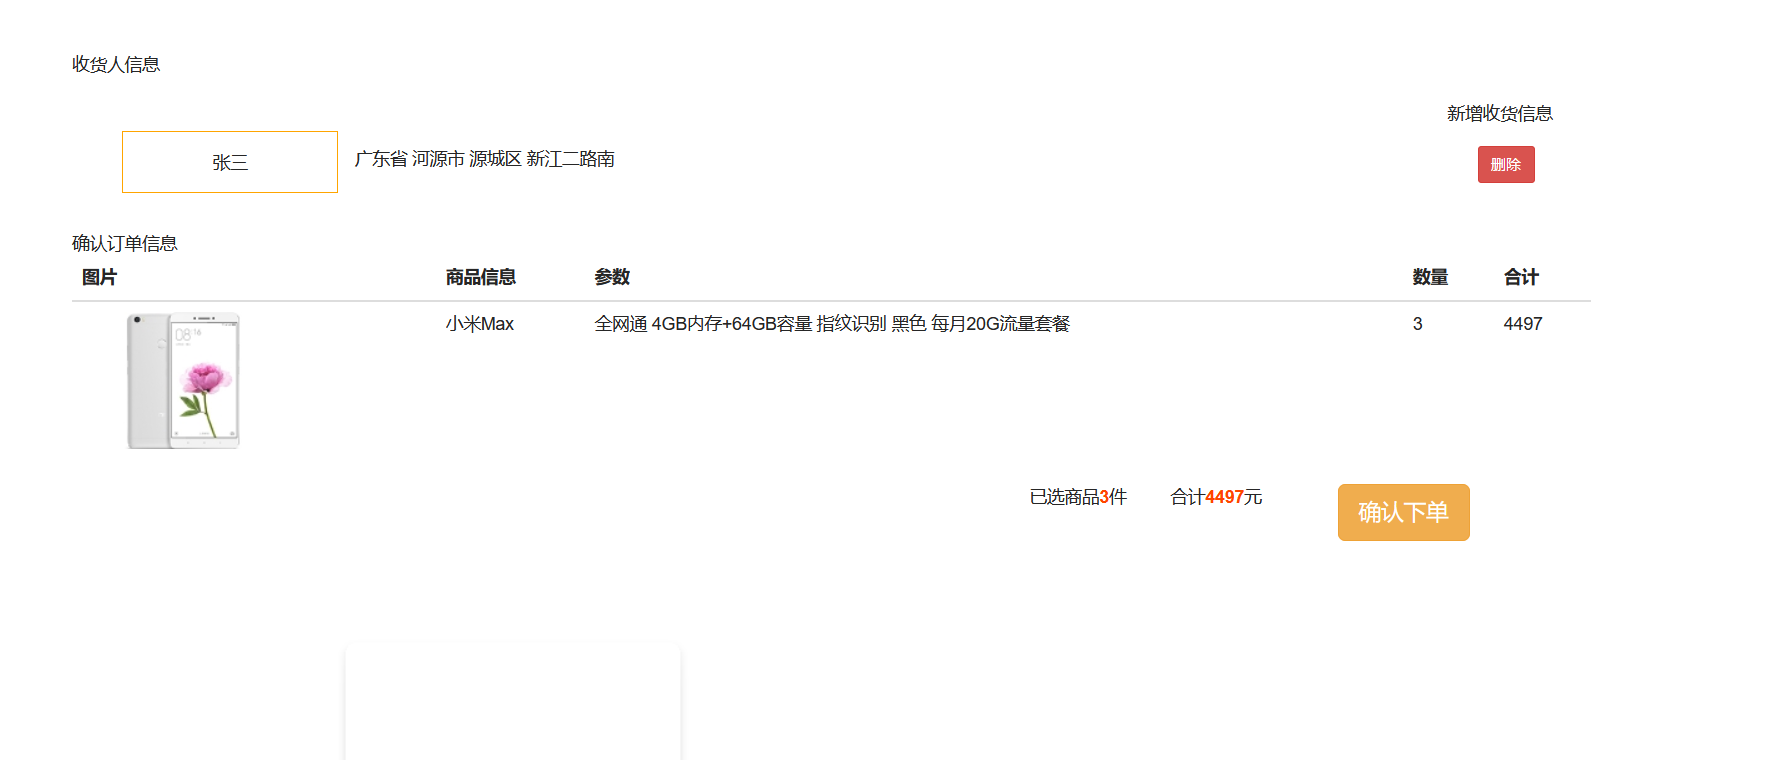 收货人信息
新增收货信息
张三 广东省 河源市 源城区 新江二路南 删除
确认订单信息
图片 商品信息 参数 数量 合计
小米Max 全网通 4GB内存+64GB容量 指纹识别 黑色 每月20G流量套餐 3 4497
08:16
已选商品3件 合计4497元 确认下单